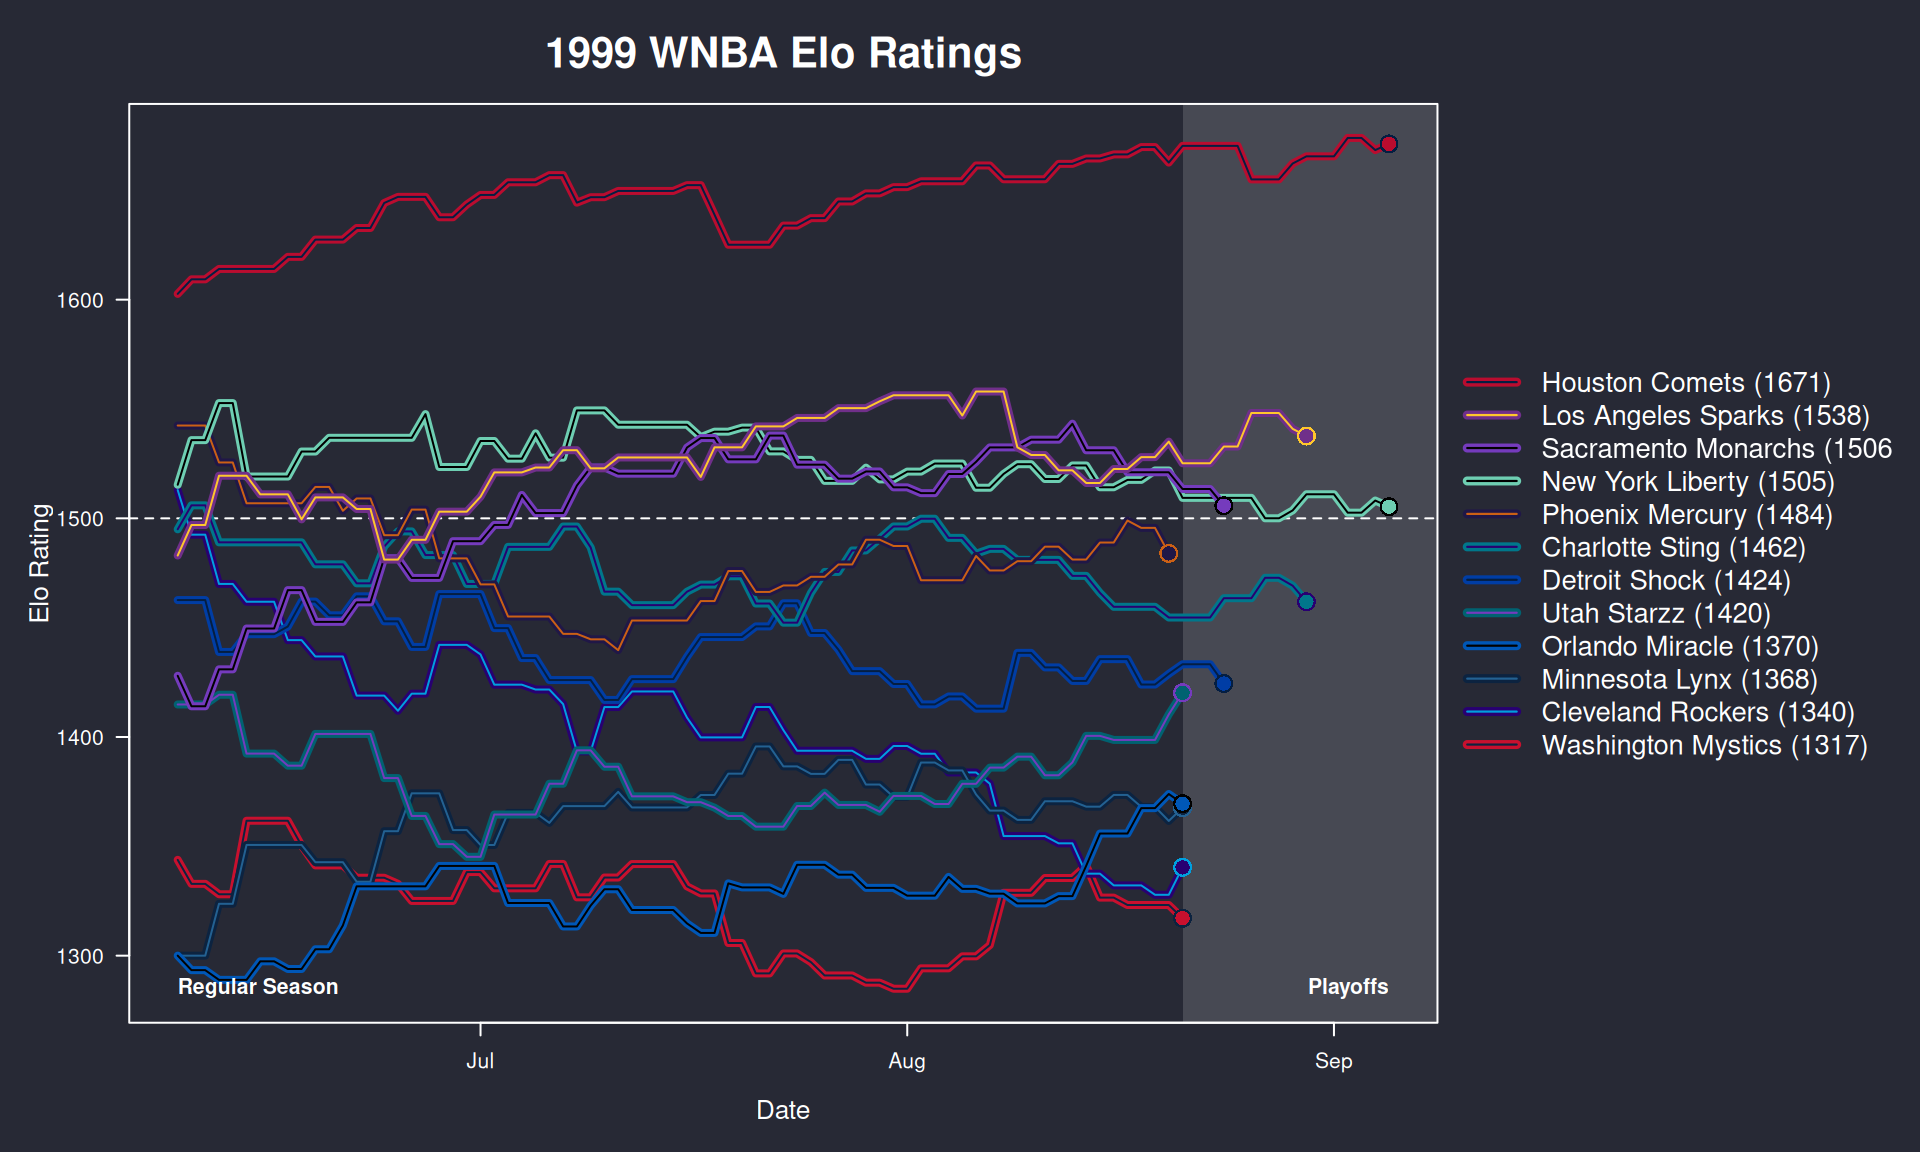 1999 WNBA Elo Ratings
1600
1500
1400
1300
Elo Rating
Regular Season
Playoffs
Jul
Aug
Sep
Date
Houston Comets (1671)
Los Angeles Sparks (1538)
Sacramento Monarchs (1506
New York Liberty (1505)
Phoenix Mercury (1484)
Charlotte Sting (1462)
Detroit Shock (1424)
Utah Starzz (1420)
Orlando Miracle (1370)
Minnesota Lynx (1368)
Cleveland Rockers (1340)
Washington Mystics (1317)